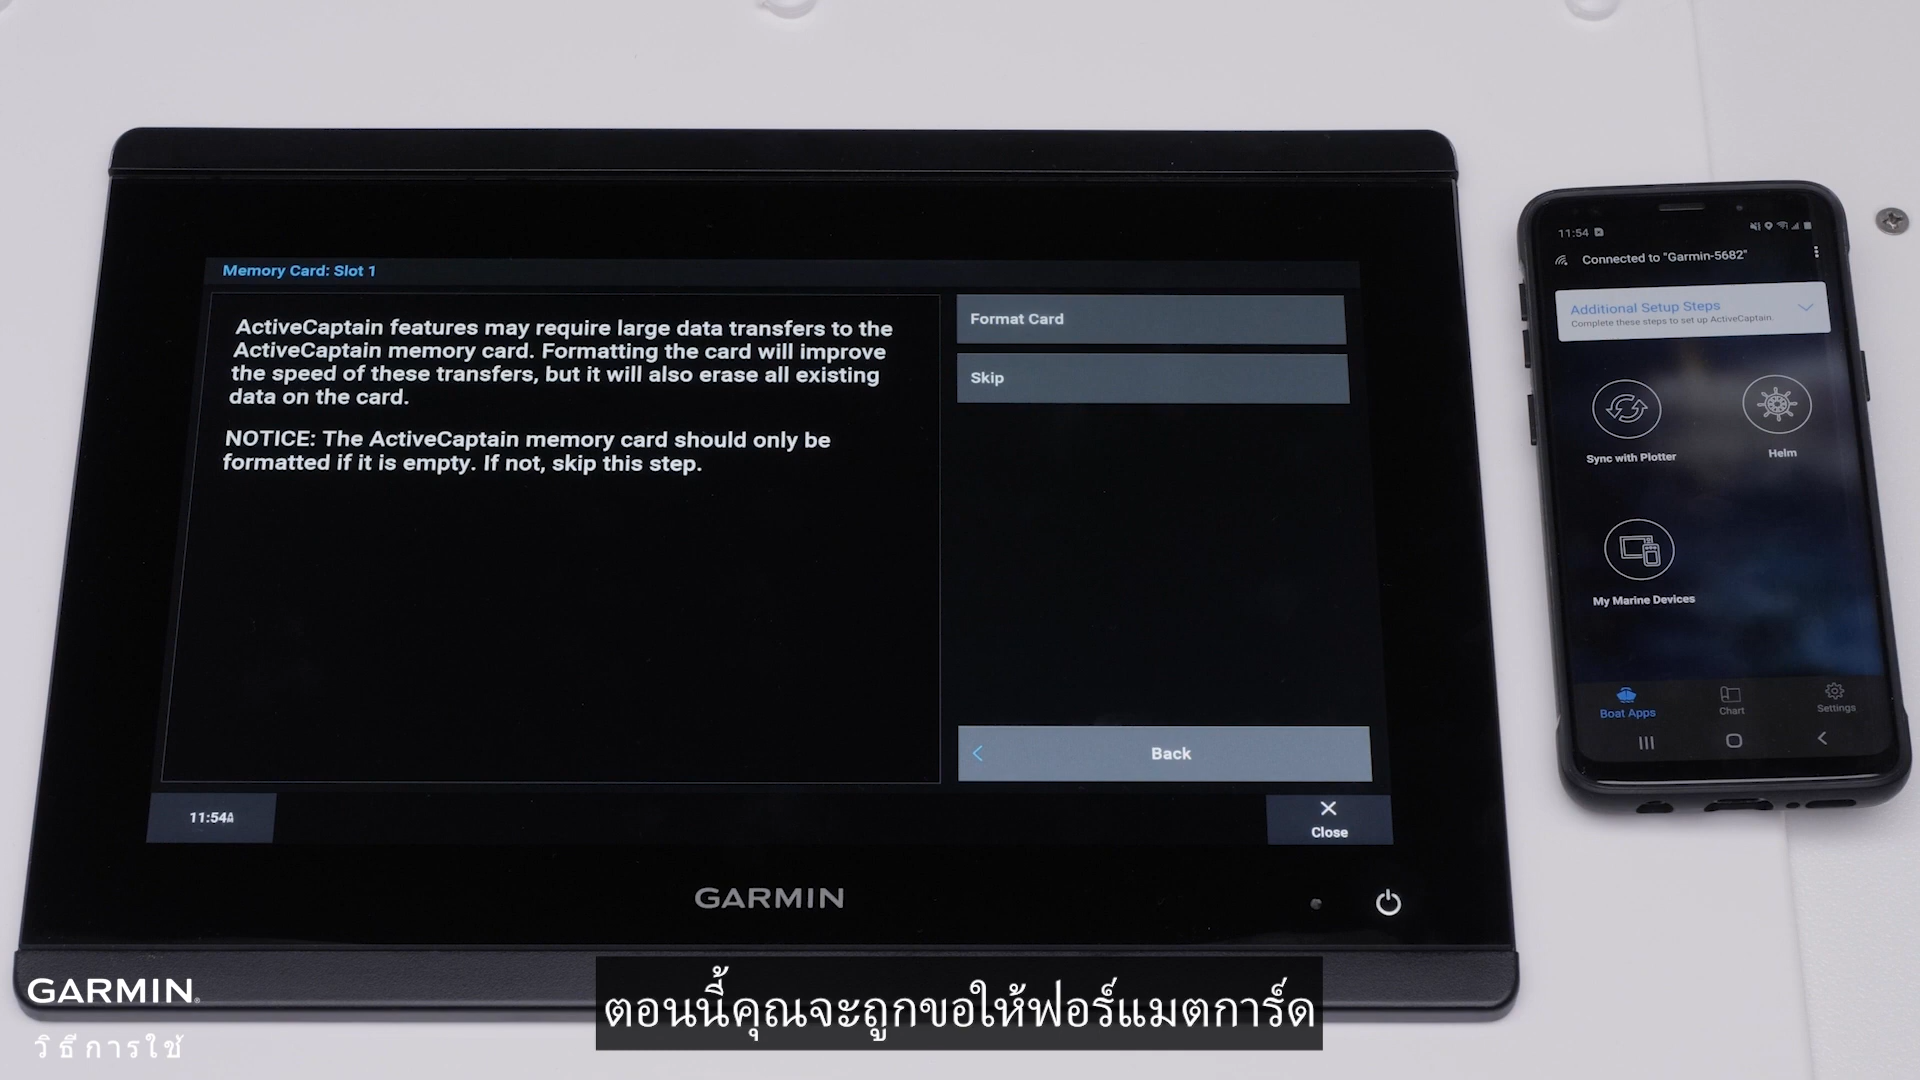 Memory Card: Slot 1
ActiveCaptain features may require large data transfers to the
ActiveCaptain memory card. Formatting the card will improve
the speed of these transfers, but it will also erase all existing
data on the card.
NOTICE: The ActiveCaptain memory card should only be
formatted if it is empty. If not, skip this step.
Format Card
Skip
Back
11:54A
Close
GARMIN
11:54
Connected to "Garmin-5682"
Additional Setup Steps
Complete these steps to set up ActiveCaptain.
Sync with Plotter
Helm
My Marine Devices
Boat Apps
Chart
Settings
GARMIN
วิธีการใช้
ตอนนี้คุณจะถูกขอให้ฟอร์แมตการ์ด